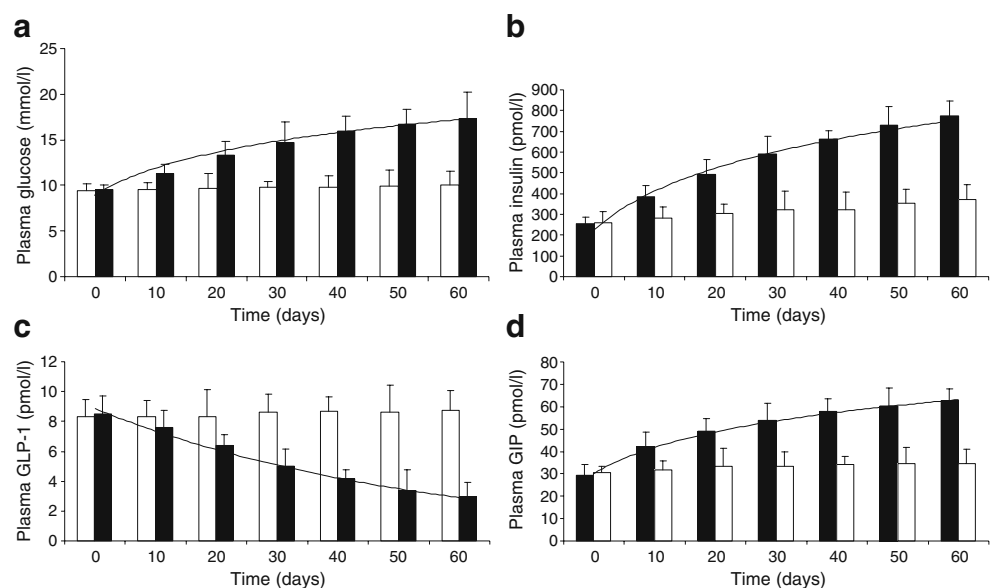 a
25
20
15
10
5
0
Plasma glucose (mmol/l)
0 10 20 30 40 50 60
Time (days)
b
900
800
700
600
500
400
300
200
100
0
Plasma insulin (pmol/l)
0 10 20 30 40 50 60
Time (days)
c
12
10
8
6
4
2
0
Plasma GLP-1 (pmol/l)
0 10 20 30 40 50 60
Time (days)
d
80
70
60
50
40
30
20
10
0
Plasma GIP (pmol/l)
0 10 20 30 40 50 60
Time (days)